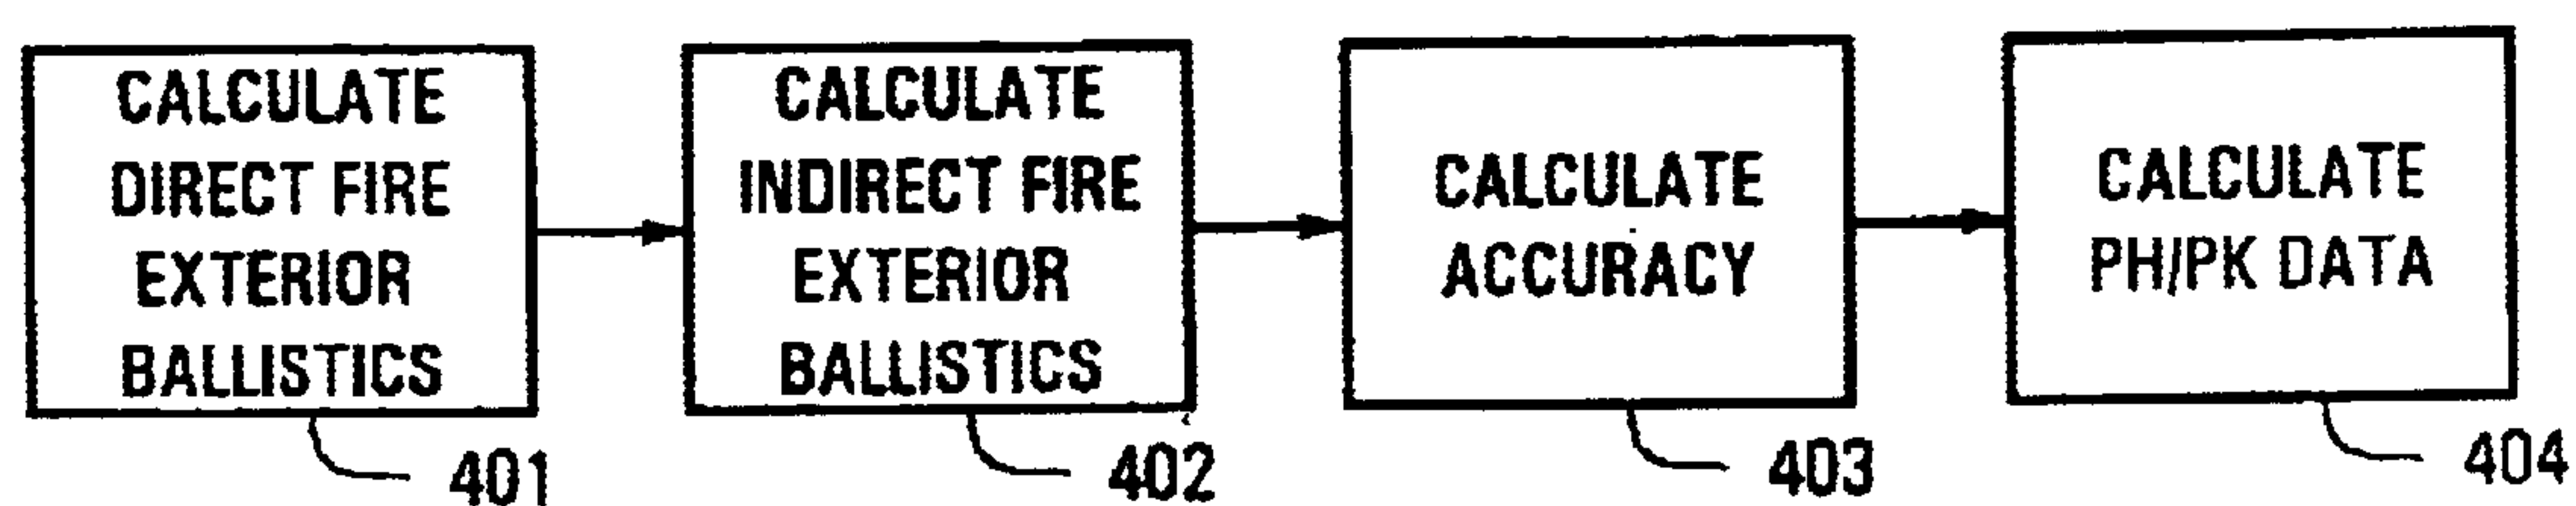 CALCULATE
DIRECT FIRE
EXTERIOR
BALLISTICS
401
CALCULATE
INDIRECT FIRE
EXTERIOR
BALLISTICS
402
CALCULATE
ACCURACY
403
CALCULATE
PH/PK DATA
404